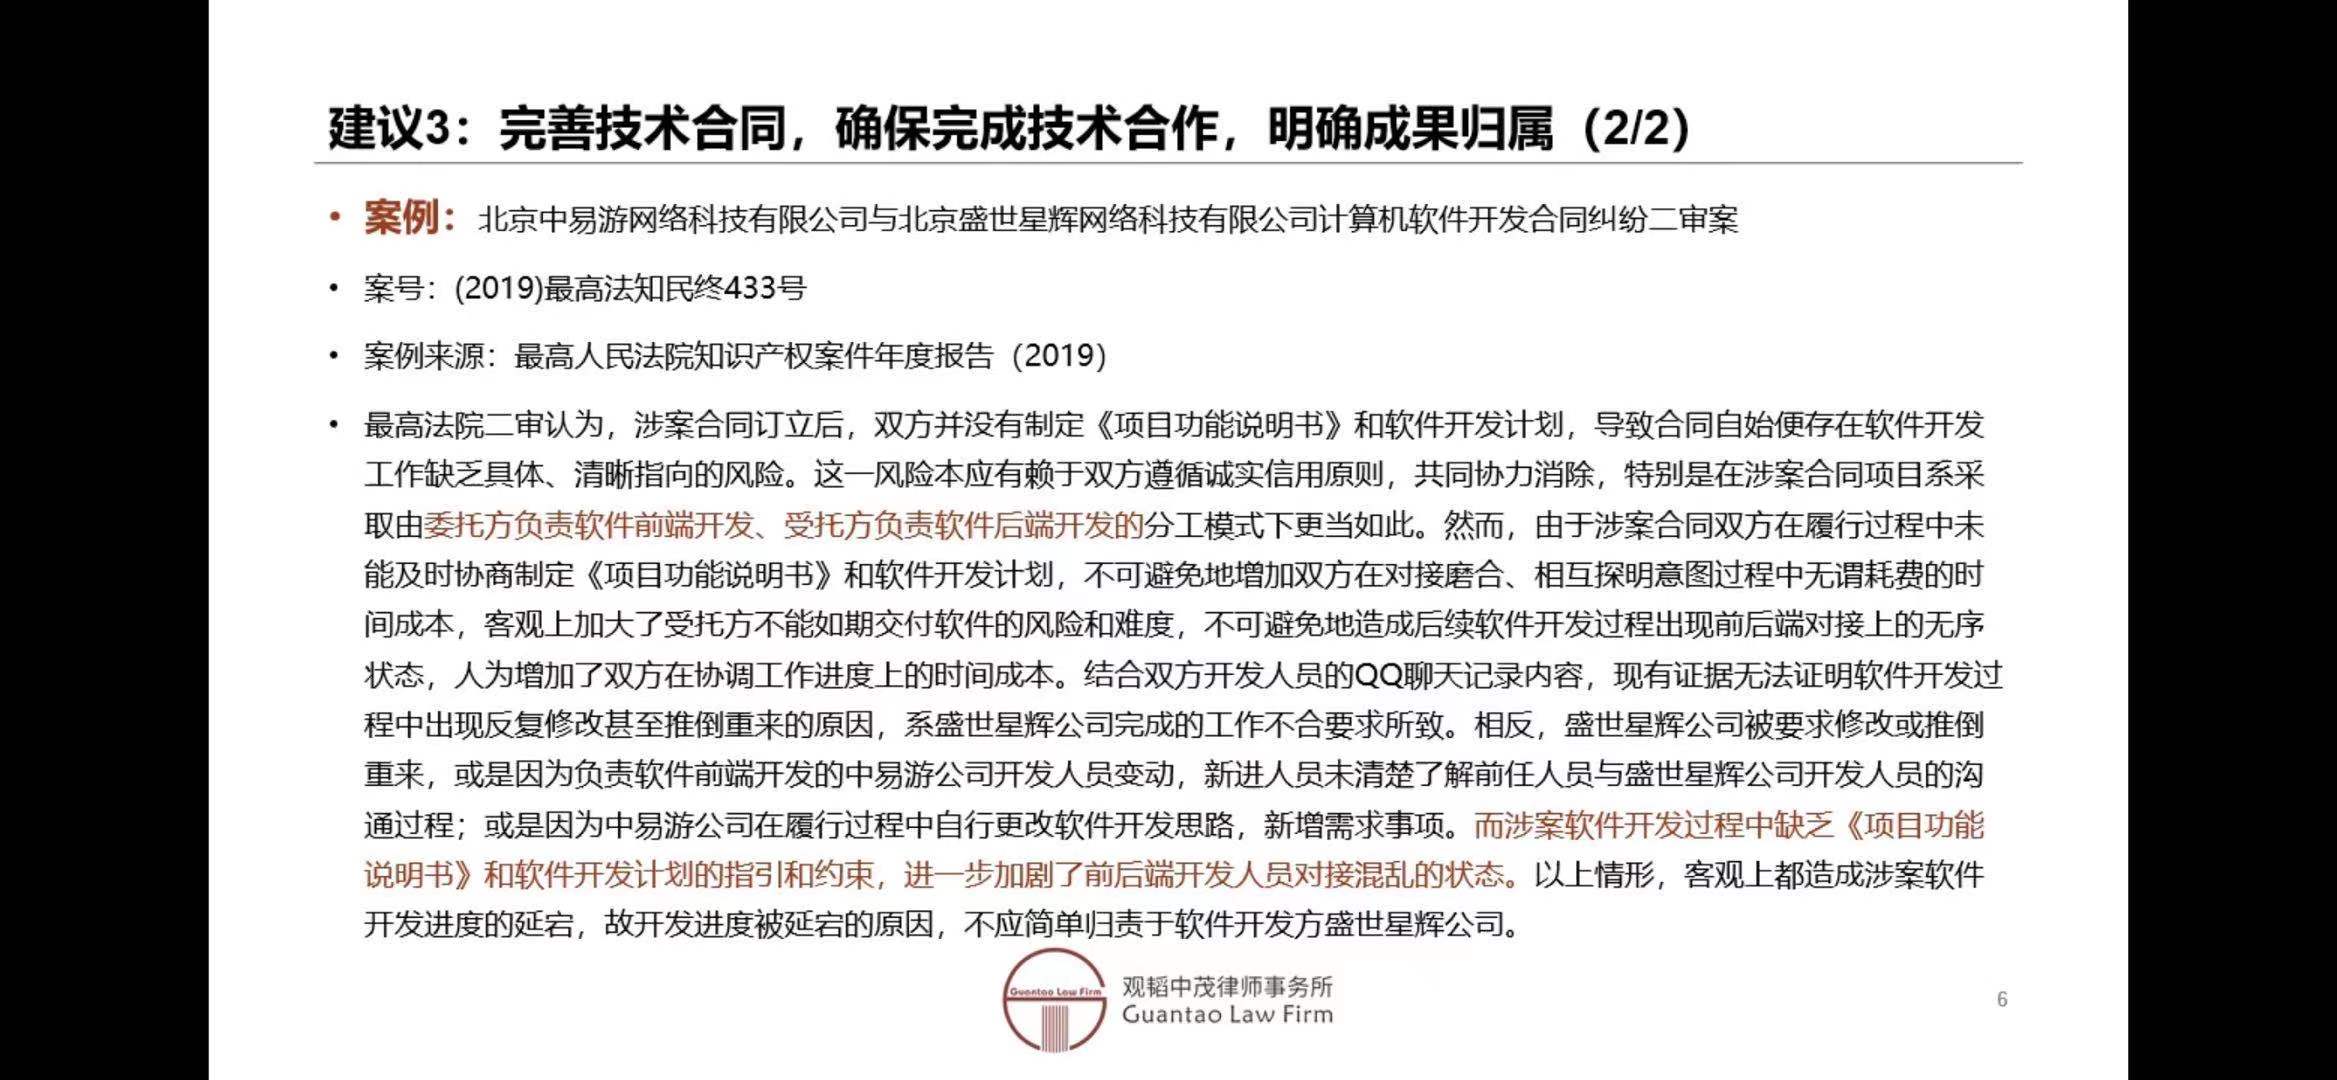 建议3：完善技术合同，确保完成技术合作，明确成果归属（2/2）
• 案例：北京中易游网络科技有限公司与北京盛世星辉网络科技有限公司计算机软件开发合同纠纷二审案
• 案号：(2019)最高法知民终433号
• 案例来源：最高人民法院知识产权案件年度报告（2019）
• 最高法院二审认为，涉案合同订立后，双方并没有制定《项目功能说明书》和软件开发计划，导致合同自始便存在软件开发
工作缺乏具体、清晰指向的风险。这一风险本应有赖于双方遵循诚实信用原则，共同协力消除，特别是在涉案合同项目系采
取由委托方负责软件前端开发、受托方负责软件后端开发的分工模式下更当如此。然而，由于涉案合同双方在履行过程中未
能及时协商制定《项目功能说明书》和软件开发计划，不可避免地增加双方在对接磨合、相互探明意图过程中无谓耗费的时
间成本，客观上加大了受托方不能如期交付软件的风险和难度，不可避免地造成后续软件开发过程出现前后端对接上的无序
状态，人为增加了双方在协调工作进度上的时间成本。结合双方开发人员的QQ聊天记录内容，现有证据无法证明软件开发过
程中出现反复修改甚至推倒重来的原因，系盛世星辉公司完成的工作不合要求所致。相反，盛世星辉公司被要求修改或推倒
重来，或是因为负责软件前端开发的中易游公司开发人员变动，新进人员未清楚了解前任人员与盛世星辉公司开发人员的沟
通过程；或是因为中易游公司在履行过程中自行更改软件开发思路，新增需求事项。而涉案软件开发过程中缺乏《项目功能
说明书》和软件开发计划的指引和约束，进一步加剧了前后端开发人员对接混乱的状态。以上情形，客观上都造成涉案软件
开发进度的延宕，故开发进度被延宕的原因，不应简单归责于软件开发方盛世星辉公司。
Guantao Law Firm
观韬中茂律师事务所
Guantao Law Firm
6